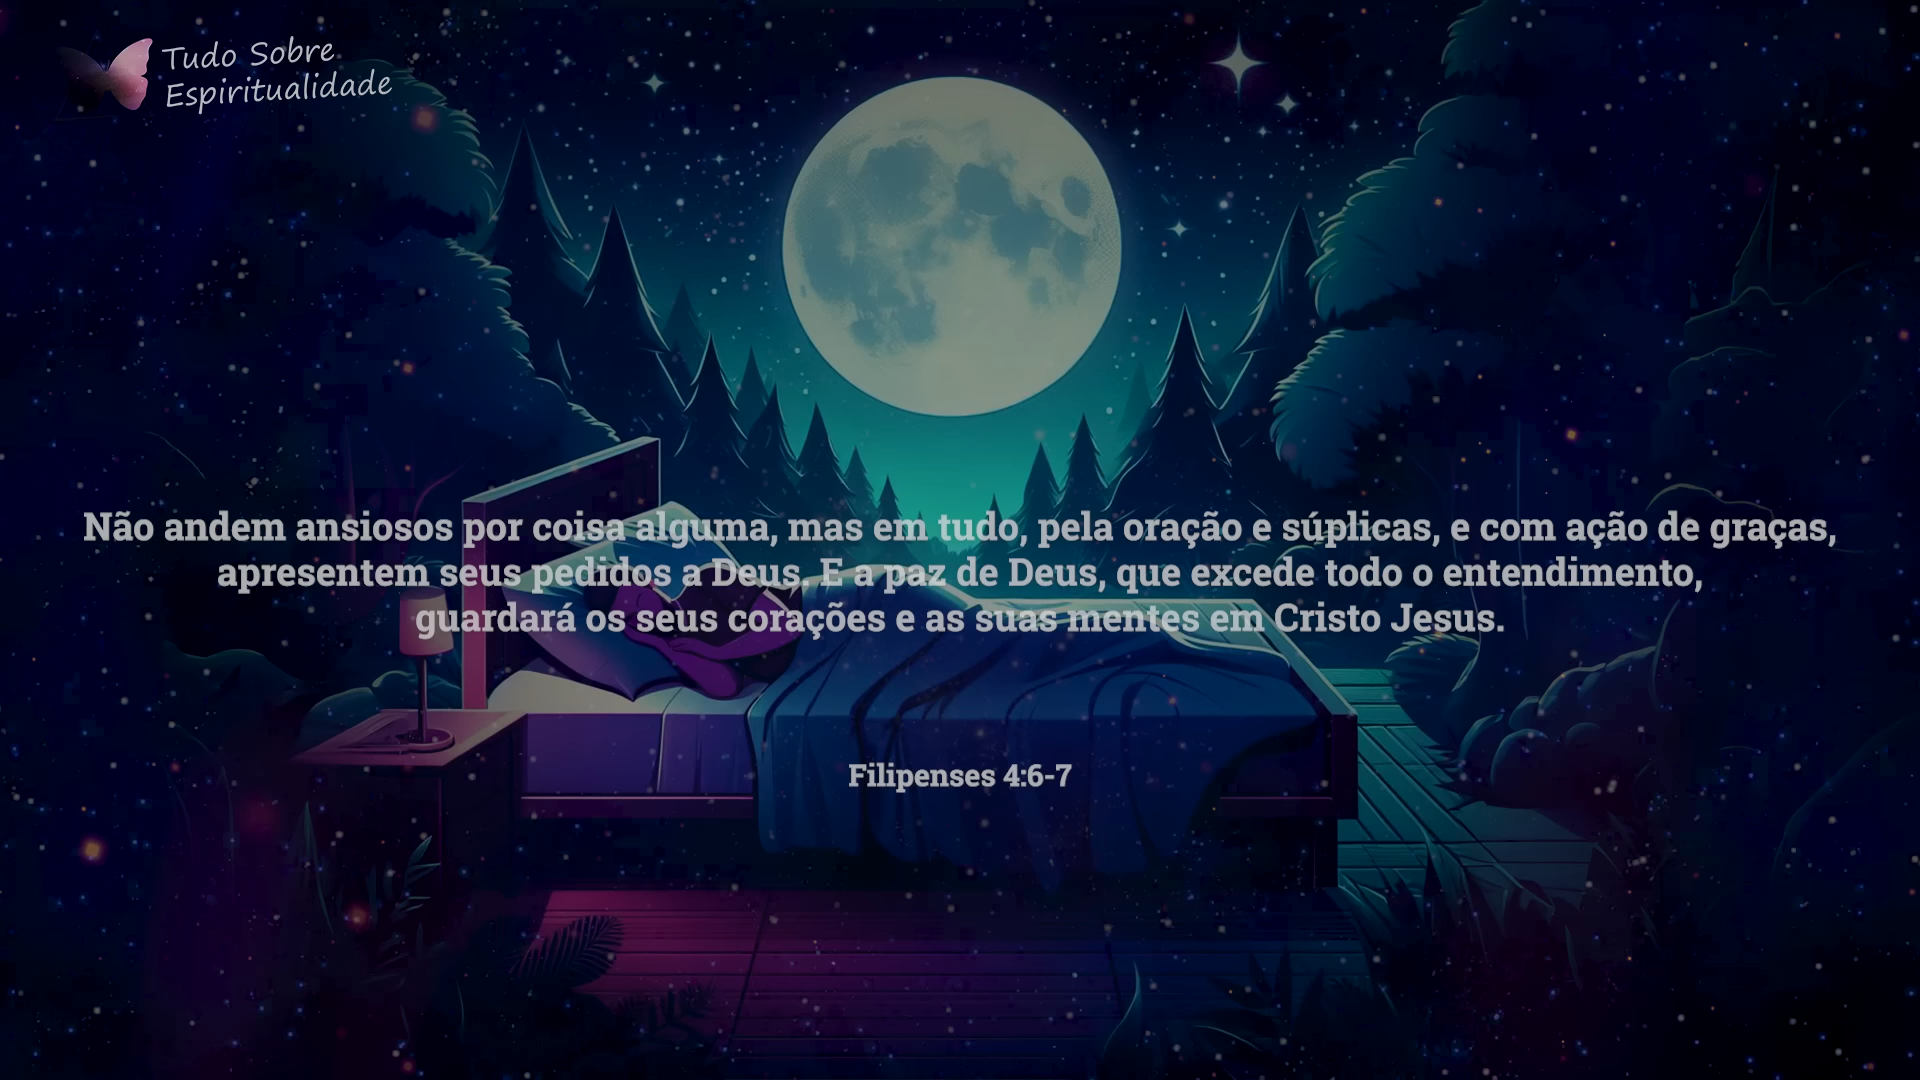 Tudo Sobre
Espiritualidade
Não andem ansiosos por coisa alguma, mas em tudo, pela oração e súplicas, e com ação de graças,
apresentem seus pedidos a Deus. E a paz de Deus, que excede todo o entendimento,
guardará os seus corações e as suas mentes em Cristo Jesus.
Filipenses 4:6-7